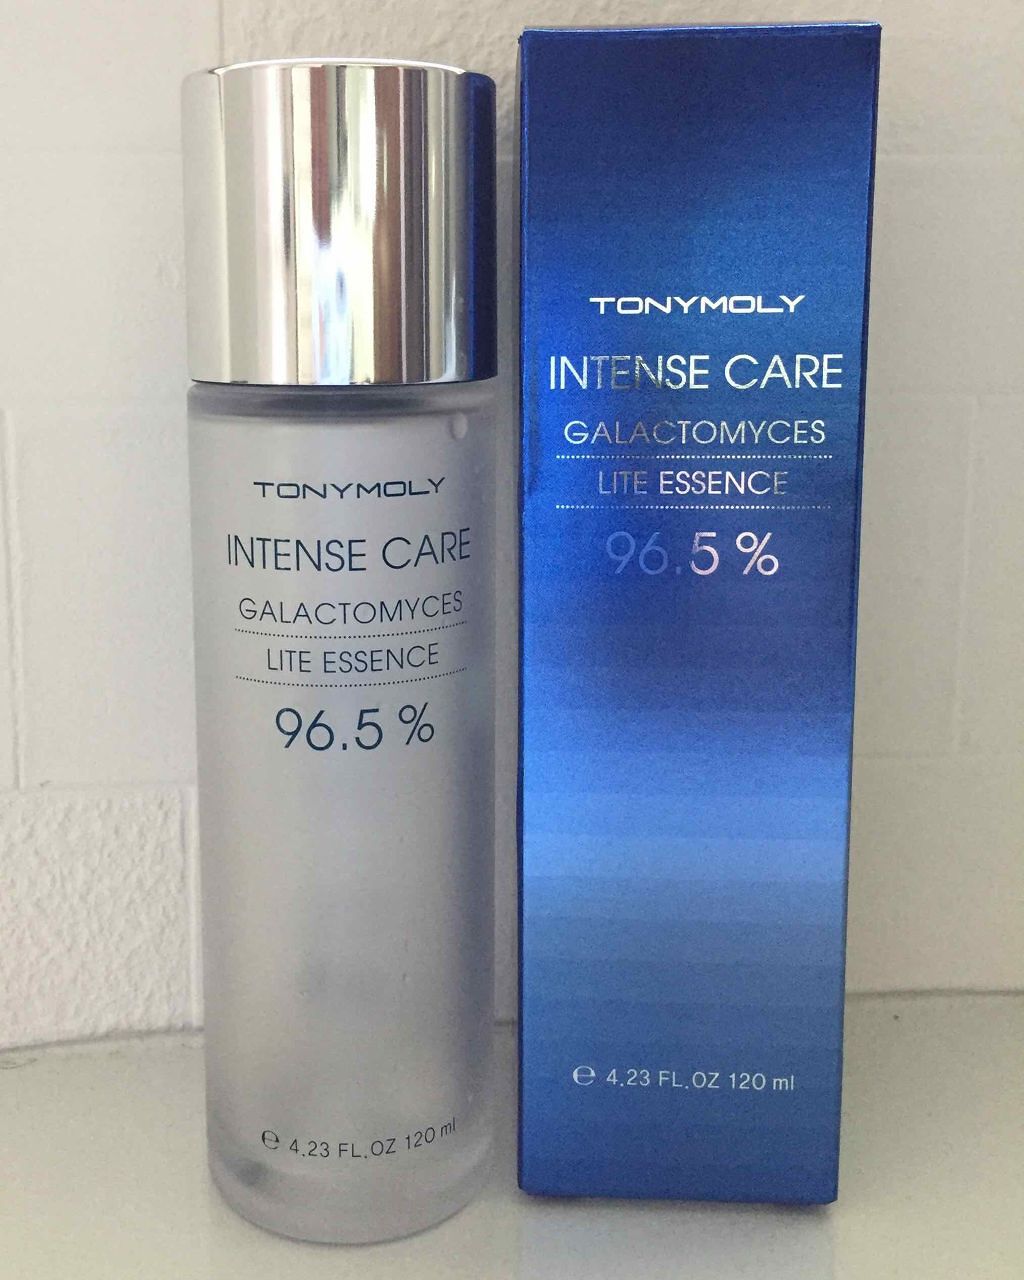 TONYMOLY
INTENSE CARE
GALACTOMYCES
LITE ESSENCE
96.5 %
℮ 4.23 FL.OZ 120 ml
TONYMOLY
INTENSE CARE
GALACTOMYCES
LITE ESSENCE
96.5 %
℮ 4.23 FL.OZ 120 ml